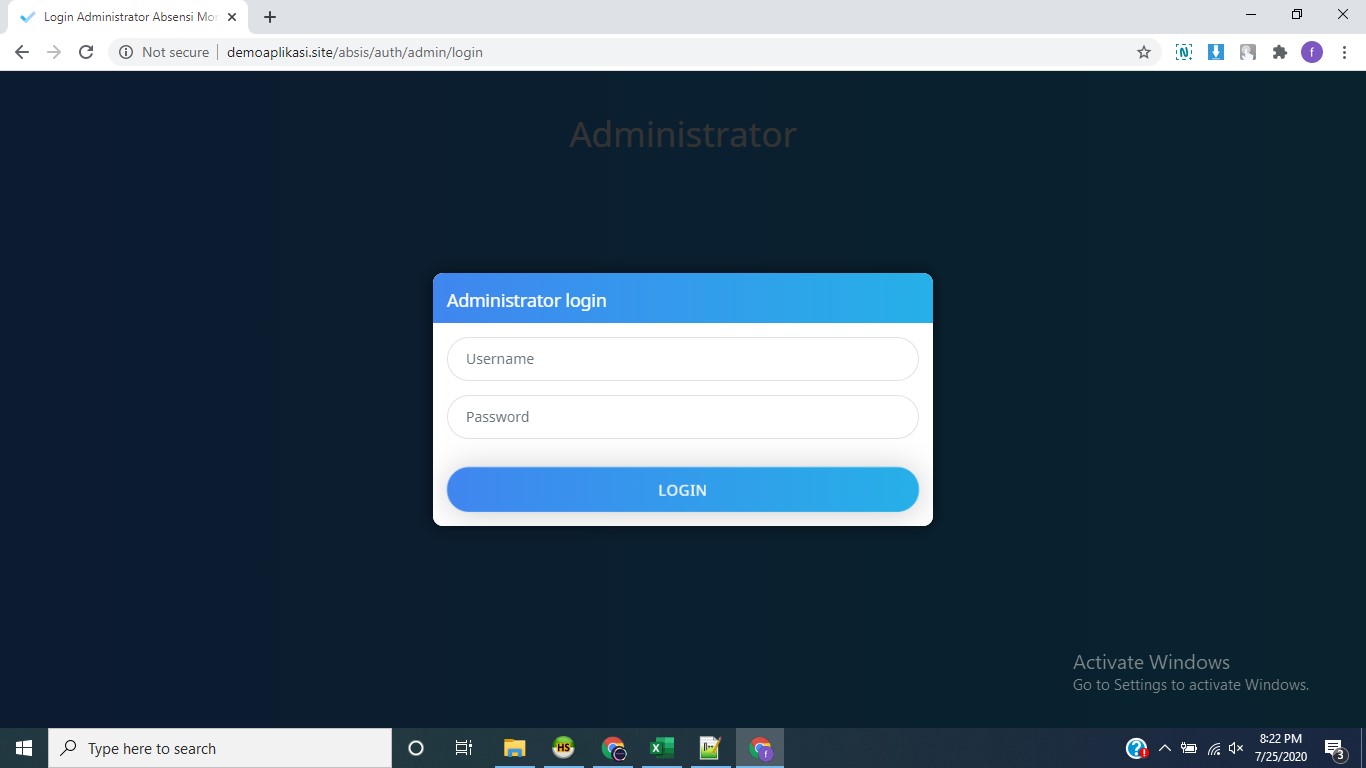 Login Administrator Absensi Mor
Not secure
demoaplikasi.site/absis/auth/admin/login
f
Administrator
Administrator login
Username
Password
LOGIN
Activate Windows
Go to Settings to activate Windows.
Type here to search
HS
f
8:22 PM
7/25/2020
3